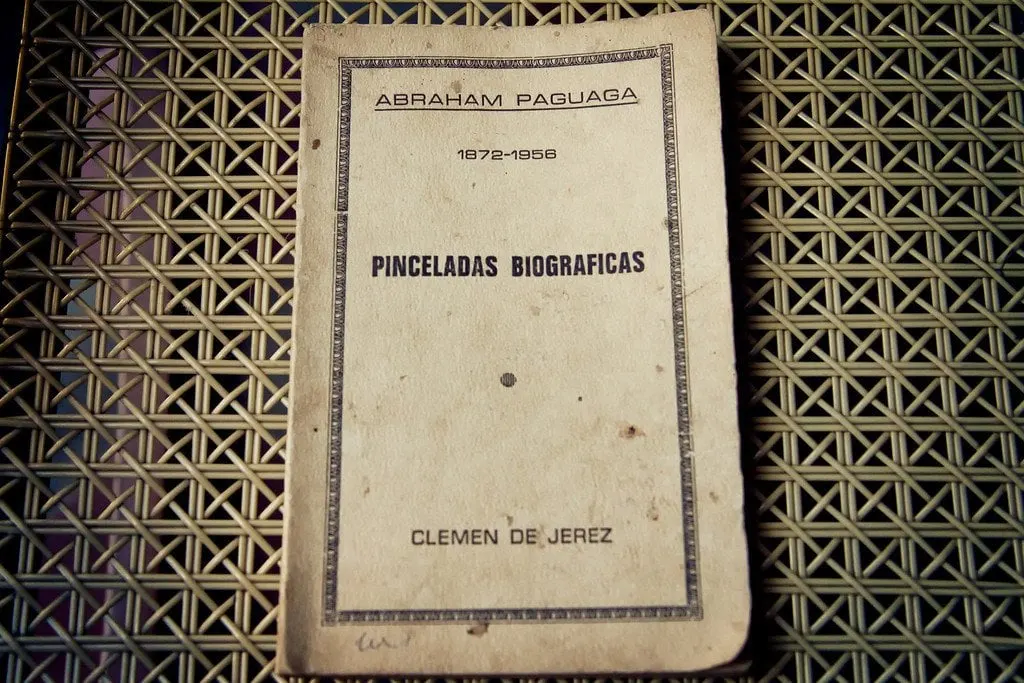 ABRAHAM PAGUAGA
1872-1956
PINCELADAS BIOGRAFICAS
CLEMEN DE JEREZ